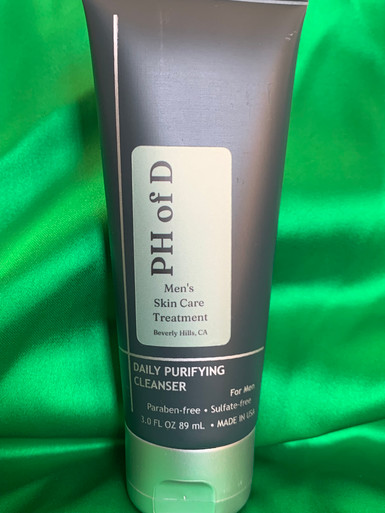 PH of D
Men's
Skin Care
Treatment
Beverly Hills, CA
DAILY PURIFYING
CLEANSER
For Men
Paraben-free • Sulfate-free
3.0 FL OZ 89 mL • MADE IN USA